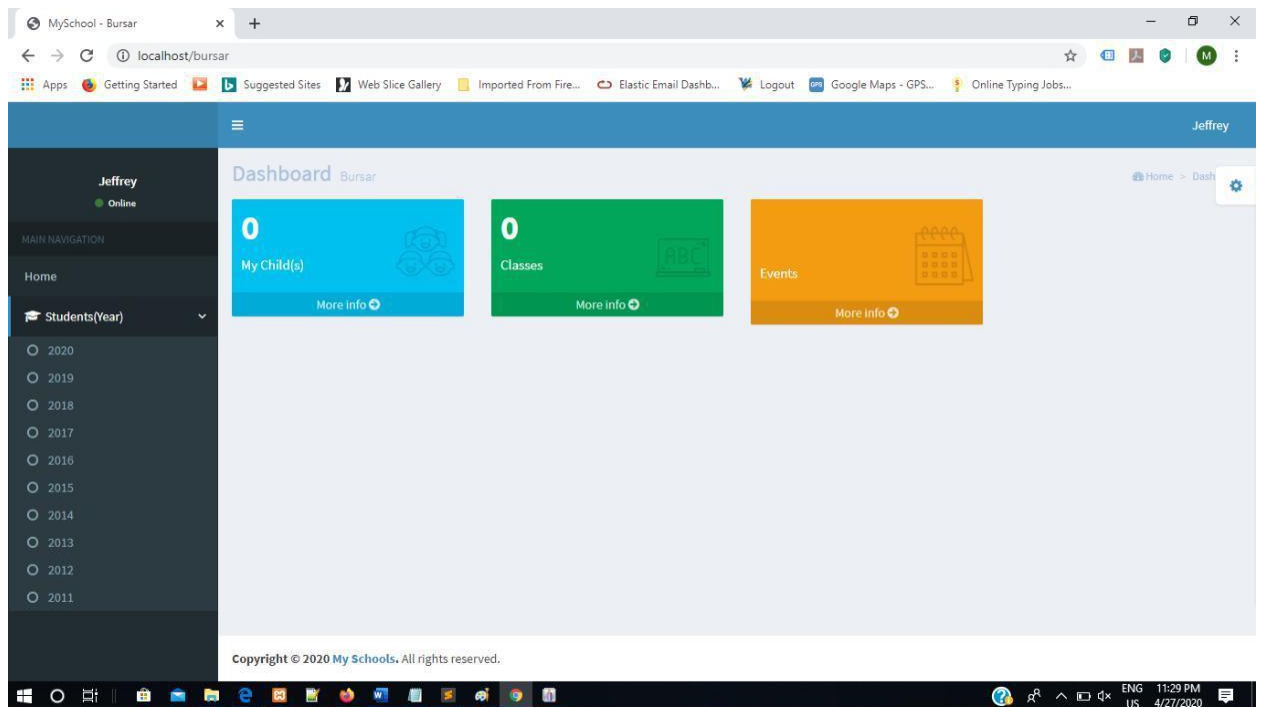 MySchool - Bursar
localhost/bursar
M
Apps Getting Started Suggested Sites Web Slice Gallery Imported From Fire... Elastic Email Dashb... Logout GPS Google Maps - GPS... Online Typing Jobs...
Jeffrey
Jeffrey
Online
MAIN NAVIGATION
Home
Students(Year)
2020
2019
2018
2017
2016
2015
2014
2013
2012
2011
Dashboard Bursar
Home > Dash
0
My Child(s)
More info
0
Classes
ABC
More info
Events
More info
Copyright © 2020 My Schools. All rights reserved.
ENG 11:29 PM
US 4/27/2020